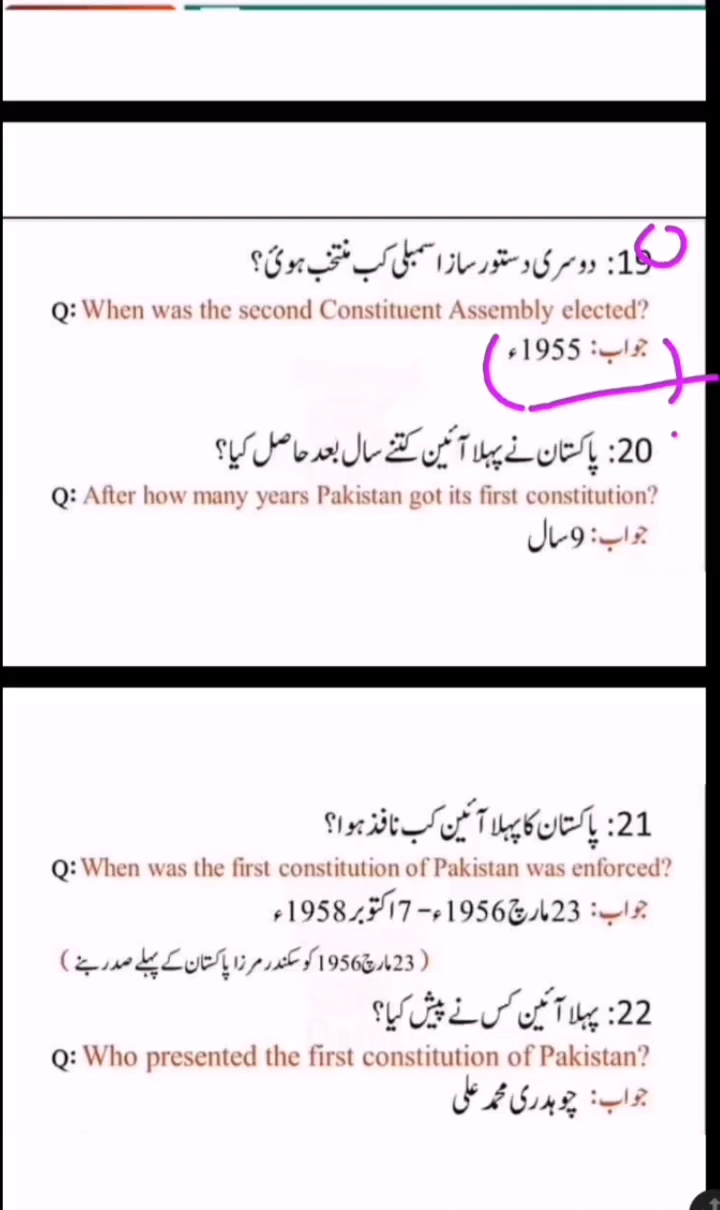 19: دوسری دستور ساز اسمبلی کب منتخب ہوئ؟
Q: When was the second Constituent Assembly elected?
جواب: 1955ء
20: پاکستان نے پہلا آئین کتنے سال بعد حاصل کیا؟
Q: After how many years Pakistan got its first constitution?
جواب: 9 سال
21: پاکستان کا پہلا آئین کب نافذ ہوا؟
Q: When was the first constitution of Pakistan was enforced?
جواب: 23 مارچ 1956ء - 7 اکتوبر 1958ء
(23 مارچ 1956 کو سکندر مرزا پاکستان کے پہلے صدر بنے)
22: پہلا آئین کس نے پیش کیا؟
Q: Who presented the first constitution of Pakistan?
جواب: چوہدری محمد علی